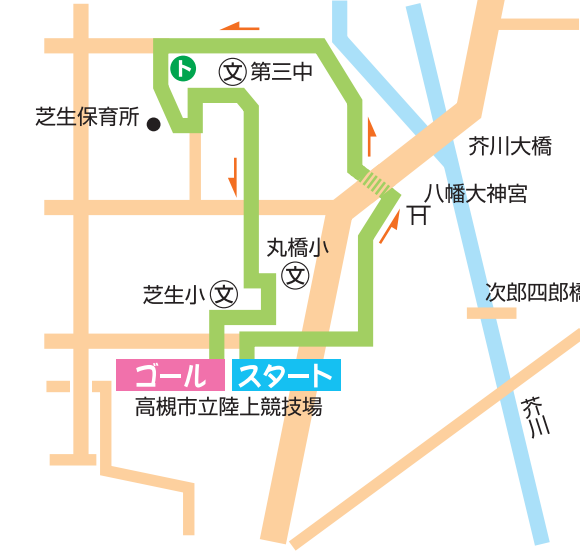 ト
文 第三中
芝生保育所
芥川大橋
八幡大神宮
丸橋小
文
芝生小 文
次郎四郎橋
ゴール
スタート
高槻市立陸上競技場
芥川